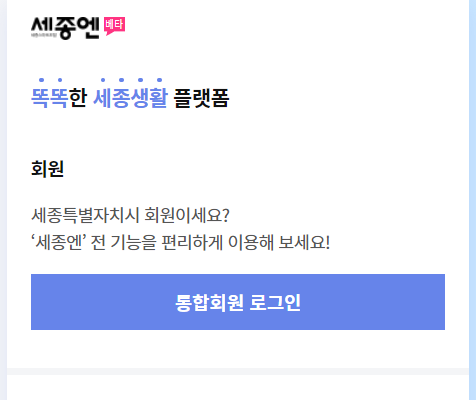 세종엔 베타
똑똑한 세종생활 플랫폼
회원
세종특별자치시 회원이세요?
‘세종엔’ 전 기능을 편리하게 이용해 보세요!
통합회원 로그인